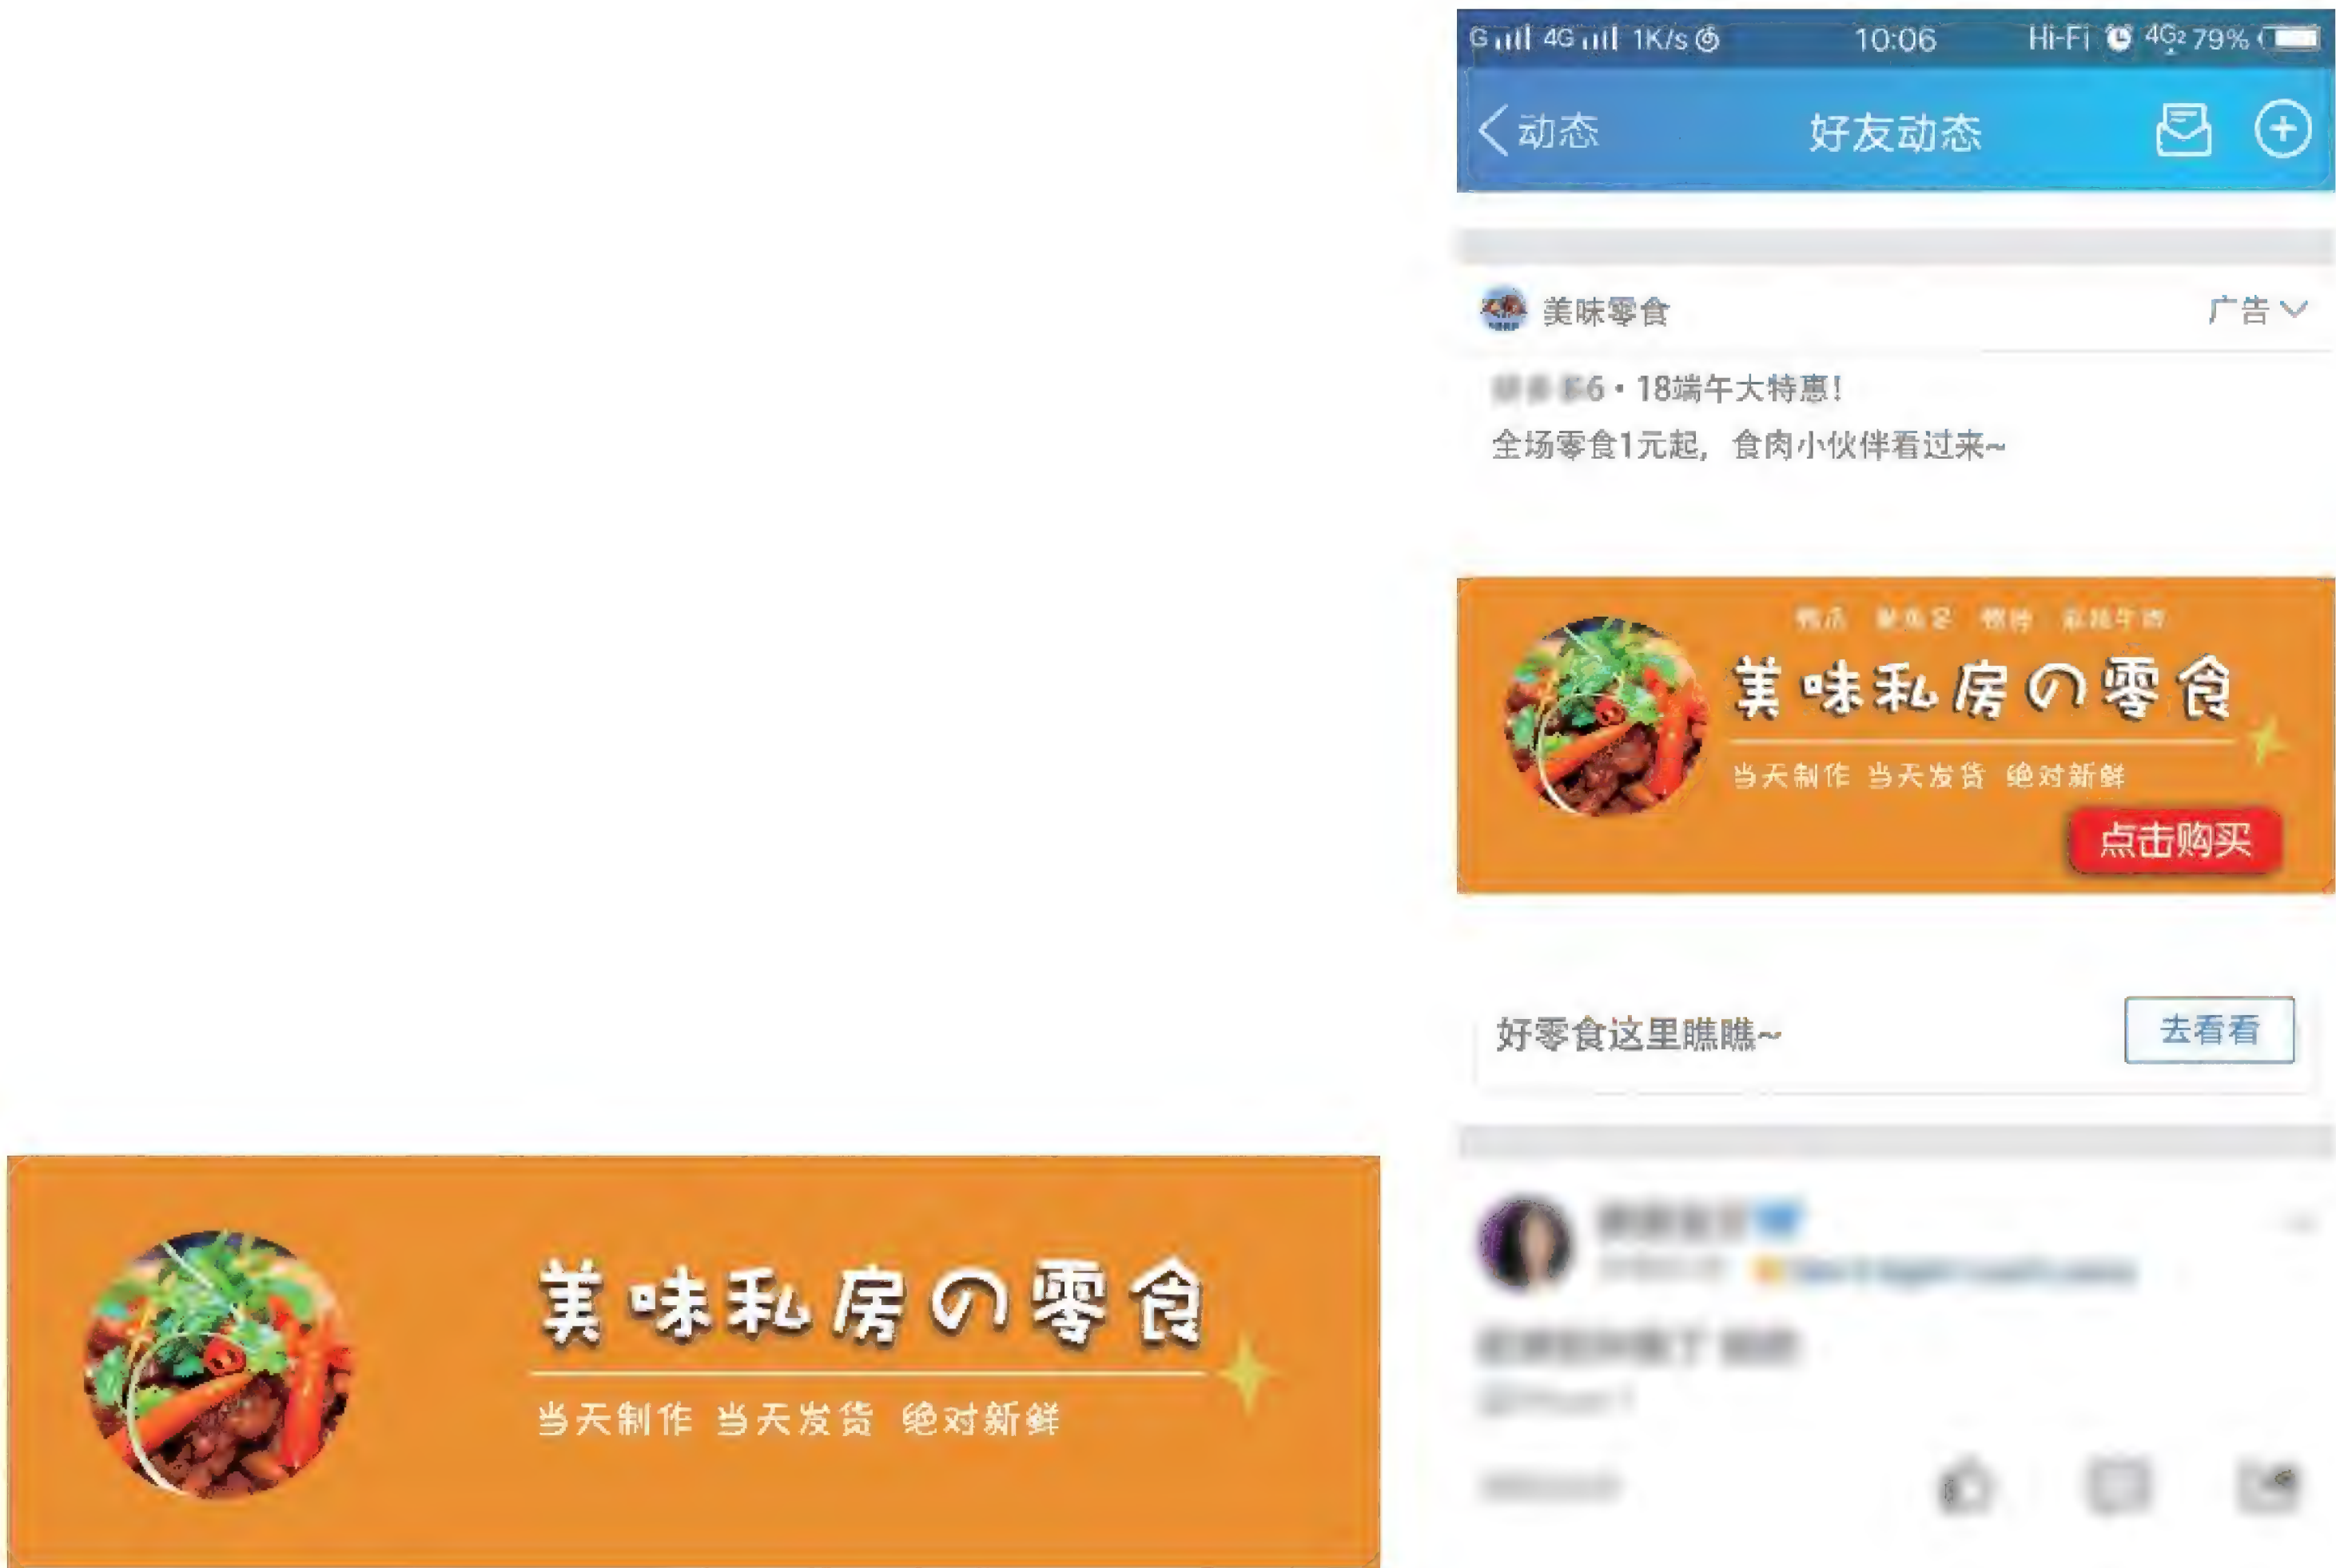 美味私房の零食
当天制作 当天发货 绝对新鲜
G 4G 1K/s 10:06 Hi-Fi 4G2 79%
动态 好友动态
美味零食 广告
6·18端午大特惠!
全场零食1元起，食肉小伙伴看过来~
美味私房の零食
当天制作 当天发货 绝对新鲜
点击购买
好零食这里瞧瞧~ 去看看